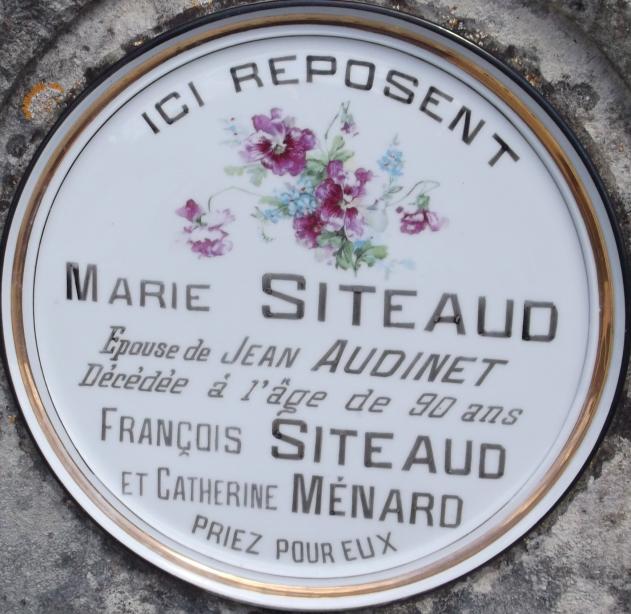 ICI REPOSENT
MARIE SITEAUD
Epouse de JEAN AUDINET
Décédée à l'âge de 90 ans
FRANÇOIS SITEAUD
ET CATHERINE MÉNARD
PRIEZ POUR EUX